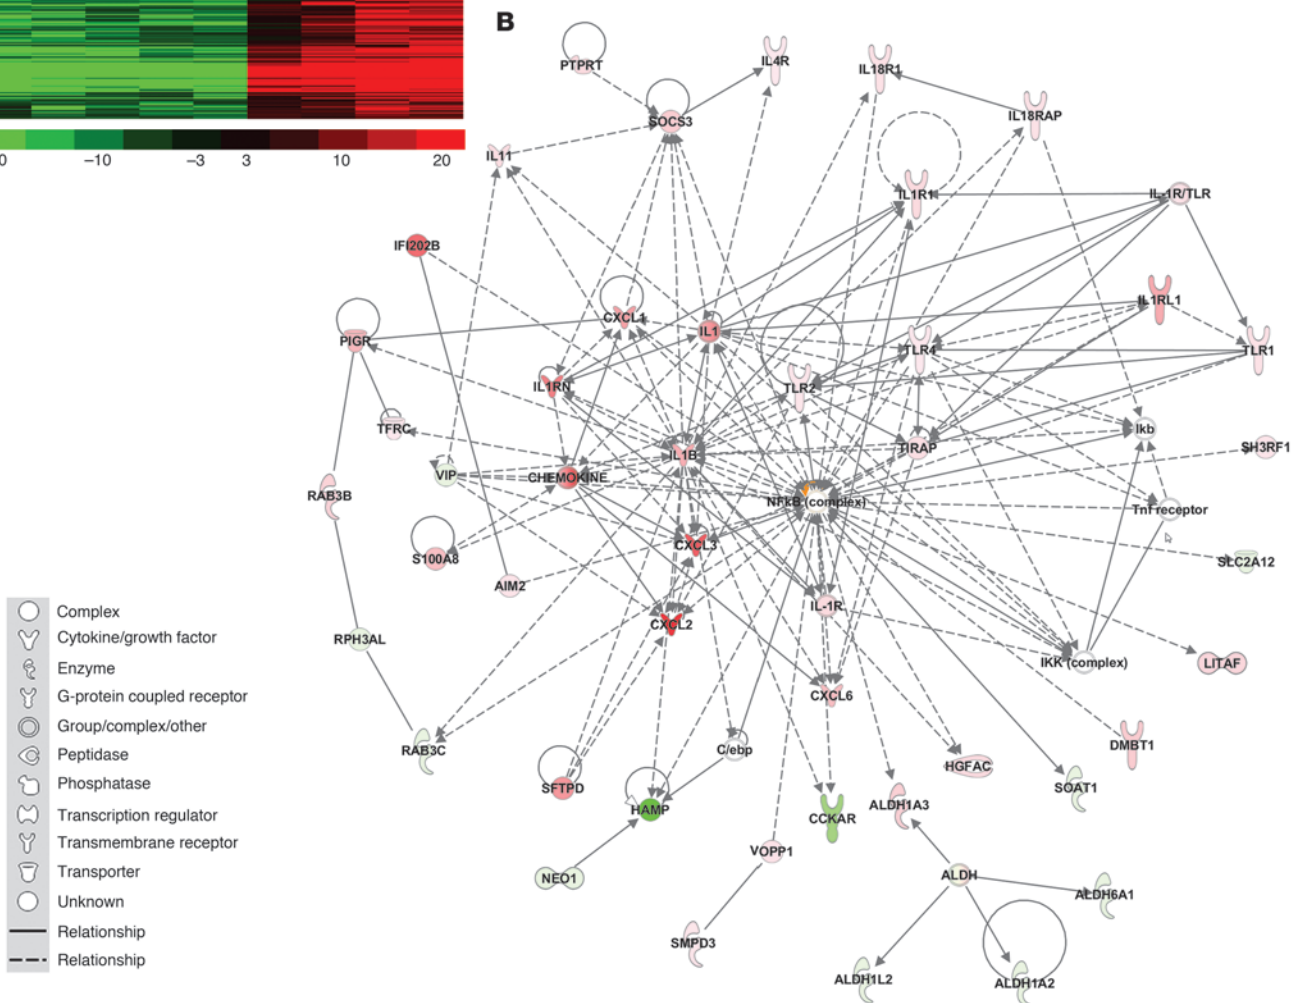 B
0 –10 –3 3 10 20
PTPRT
IL4R
IL18R1
SOCS3
IL18RAP
IL11
IL1R1
IL-1R/TLR
IFI202B
IL1RL1
CXCL1
IL1
PIGR
TLR4
TLR1
IL1RN
TLR2
TFRC
Ikb
IL1B
TIRAP
SH3RF1
VIP
CHEMOKINE
RAB3B
NFkB (complex)
Tnf receptor
CXCL3
S100A8
SLC2A12
AIM2
IL-1R
CXCL2
RPH3AL
IKK (complex)
LITAF
CXCL6
RAB3C
C/ebp
DMBT1
HGFAC
SFTPD
SOAT1
HAMP
ALDH1A3
CCKAR
VOPP1
NEO1
ALDH
ALDH6A1
SMPD3
ALDH1L2
ALDH1A2
Complex
Cytokine/growth factor
Enzyme
G-protein coupled receptor
Group/complex/other
Peptidase
Phosphatase
Transcription regulator
Transmembrane receptor
Transporter
Unknown
Relationship
Relationship